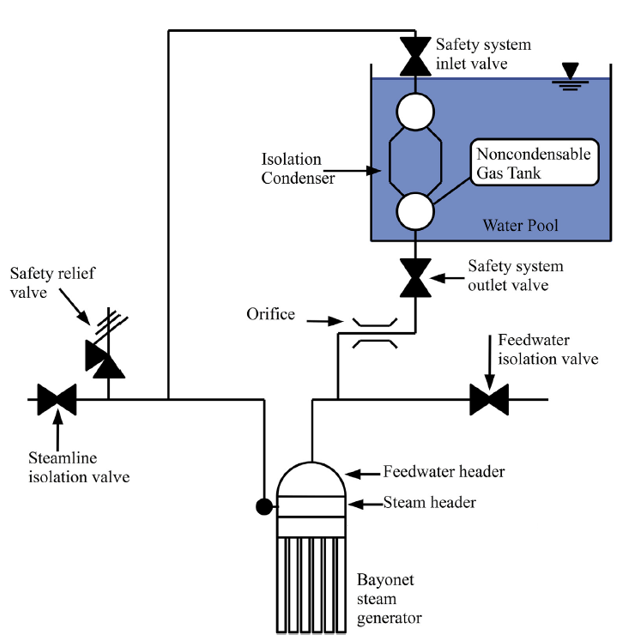 Safety system
inlet valve
Isolation
Condenser
Noncondensable
Gas Tank
Water Pool
Safety system
outlet valve
Safety relief
valve
Orifice
Feedwater
isolation valve
Steamline
isolation valve
Feedwater header
Steam header
Bayonet
steam
generator